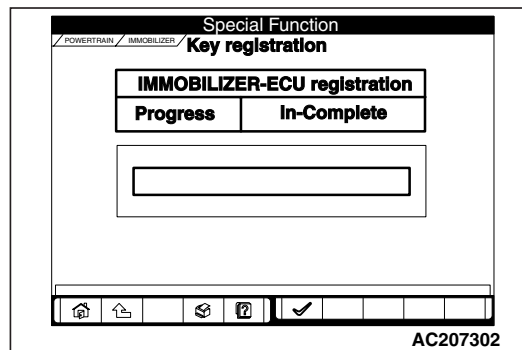 Special Function
POWERTRAIN IMMOBILIZER Key registration
IMMOBILIZER-ECU registration
Progress In-Complete
?
AC207302